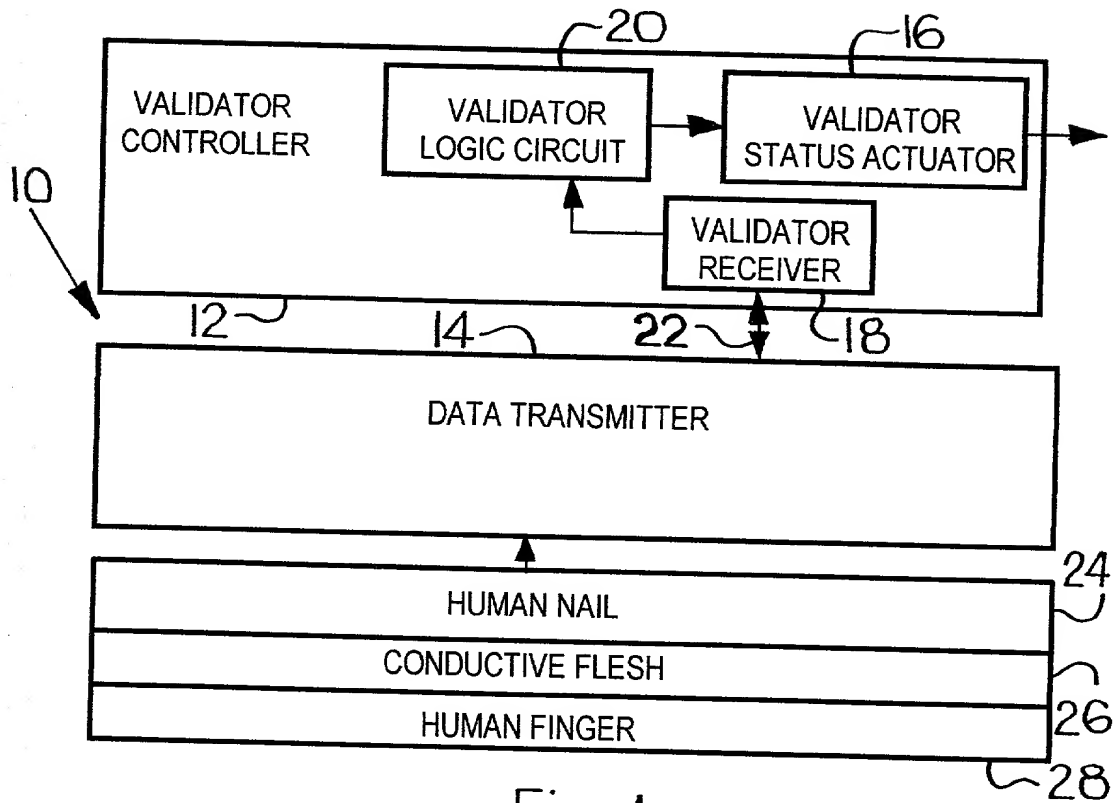 20
16
VALIDATOR
CONTROLLER
VALIDATOR
LOGIC CIRCUIT
VALIDATOR
STATUS ACTUATOR
10
VALIDATOR
RECEIVER
12
14
22
18
DATA TRANSMITTER
24
HUMAN NAIL
CONDUCTIVE FLESH
26
HUMAN FINGER
28